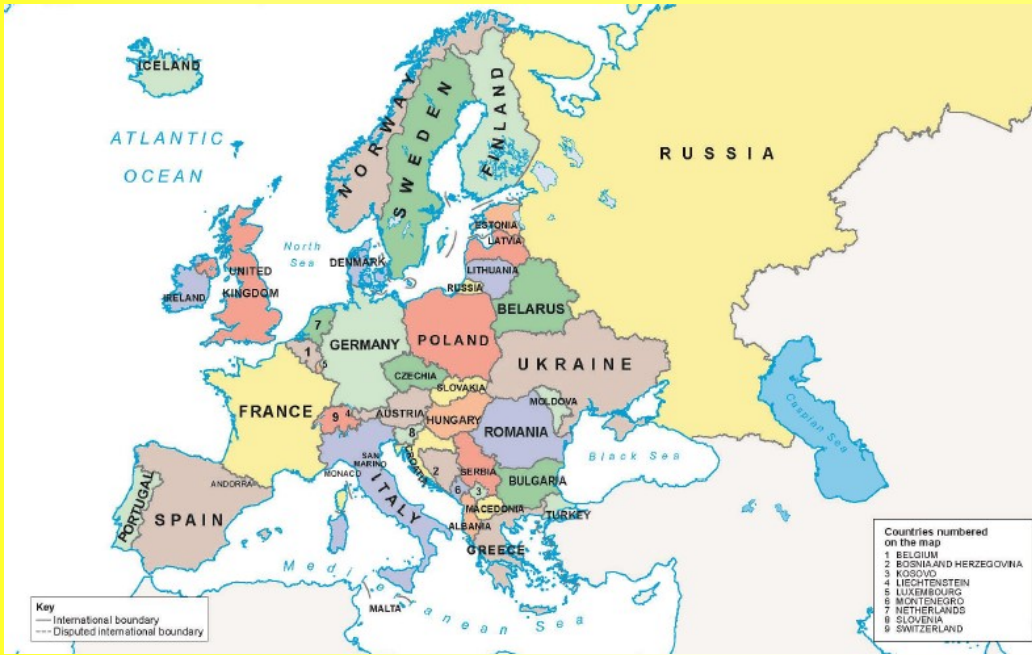 ICELAND
ATLANTIC
OCEAN
NORWAY
SWEDEN
FINLAND
RUSSIA
North
Sea
ESTONIA
LATVIA
LITHUANIA
RUSSIA
DENMARK
UNITED
KINGDOM
IRELAND
BELARUS
7
GERMANY
POLAND
1
5
UKRAINE
CZECHIA
SLOVAKIA
MOLDOVA
FRANCE
9
4
AUSTRIA
HUNGARY
ROMANIA
8
CROATIA
Caspian Sea
SAN
MARINO
MONACO
2
SERBIA
Black Sea
ANDORRA
ITALY
6
3
BULGARIA
PORTUGAL
SPAIN
MACEDONIA
TURKEY
ALBANIA
GREECE
Mediterranean Sea
MALTA
Key
International boundary
Disputed international boundary
Countries numbered
on the map
1 BELGIUM
2 BOSNIA AND HERZEGOVINA
3 KOSOVO
4 LIECHTENSTEIN
5 LUXEMBOURG
6 MONTENEGRO
7 NETHERLANDS
8 SLOVENIA
9 SWITZERLAND